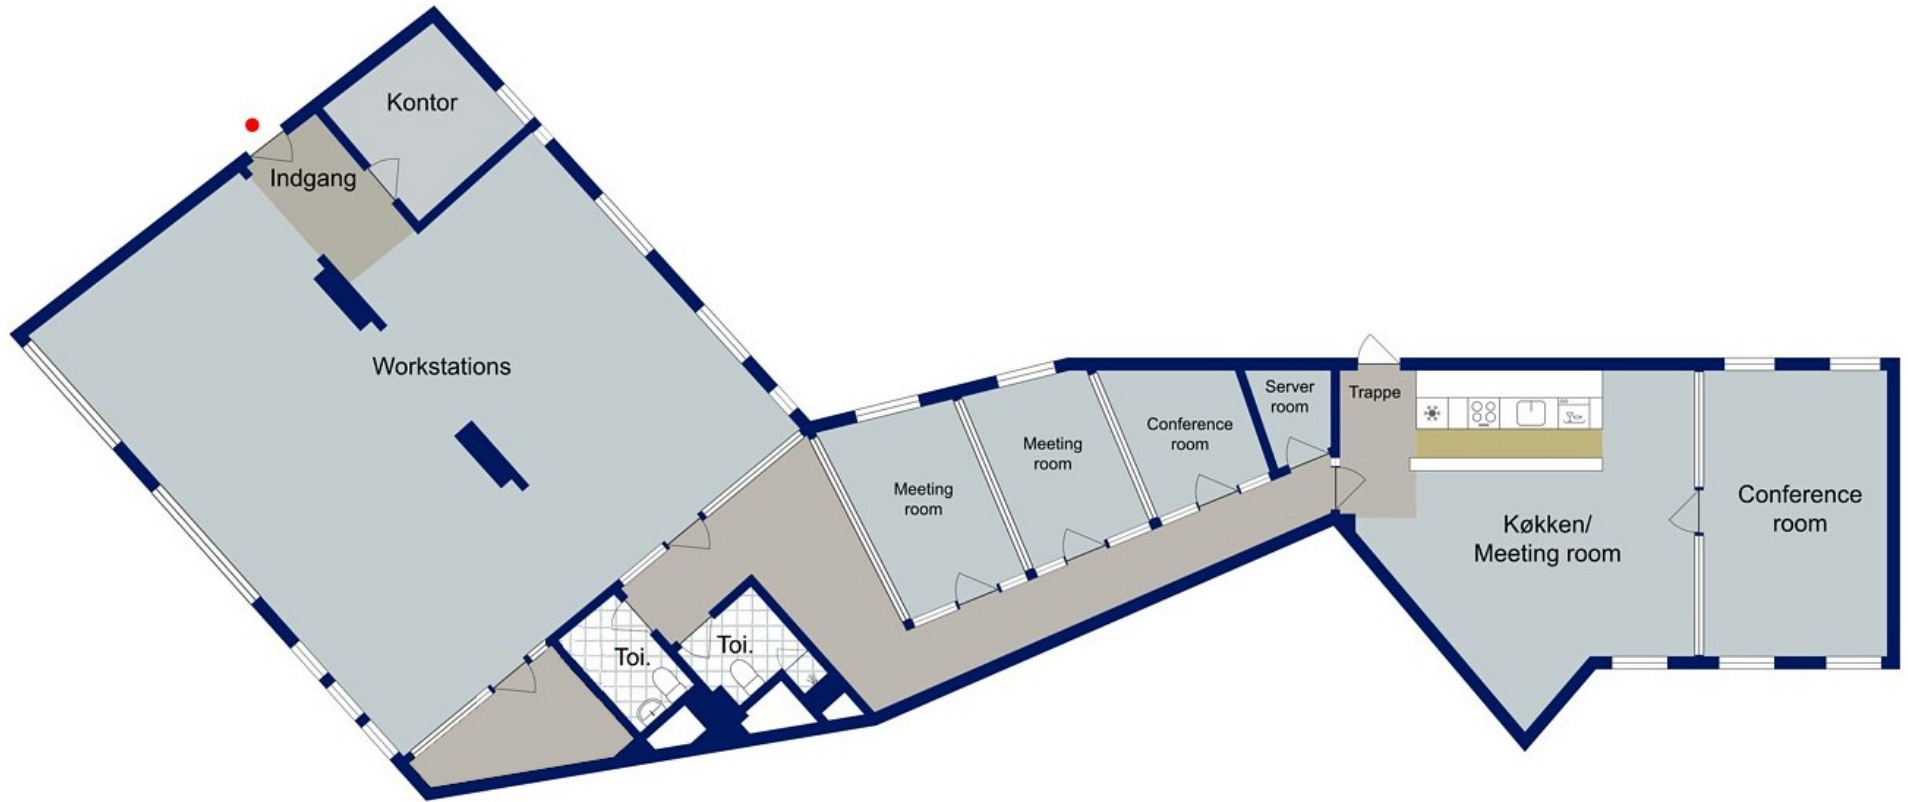 Kontor
Indgang
Workstations
Meeting
room
Meeting
room
Conference
room
Server
room
Trappe
Køkken/
Meeting room
Conference
room
Toi.
Toi.